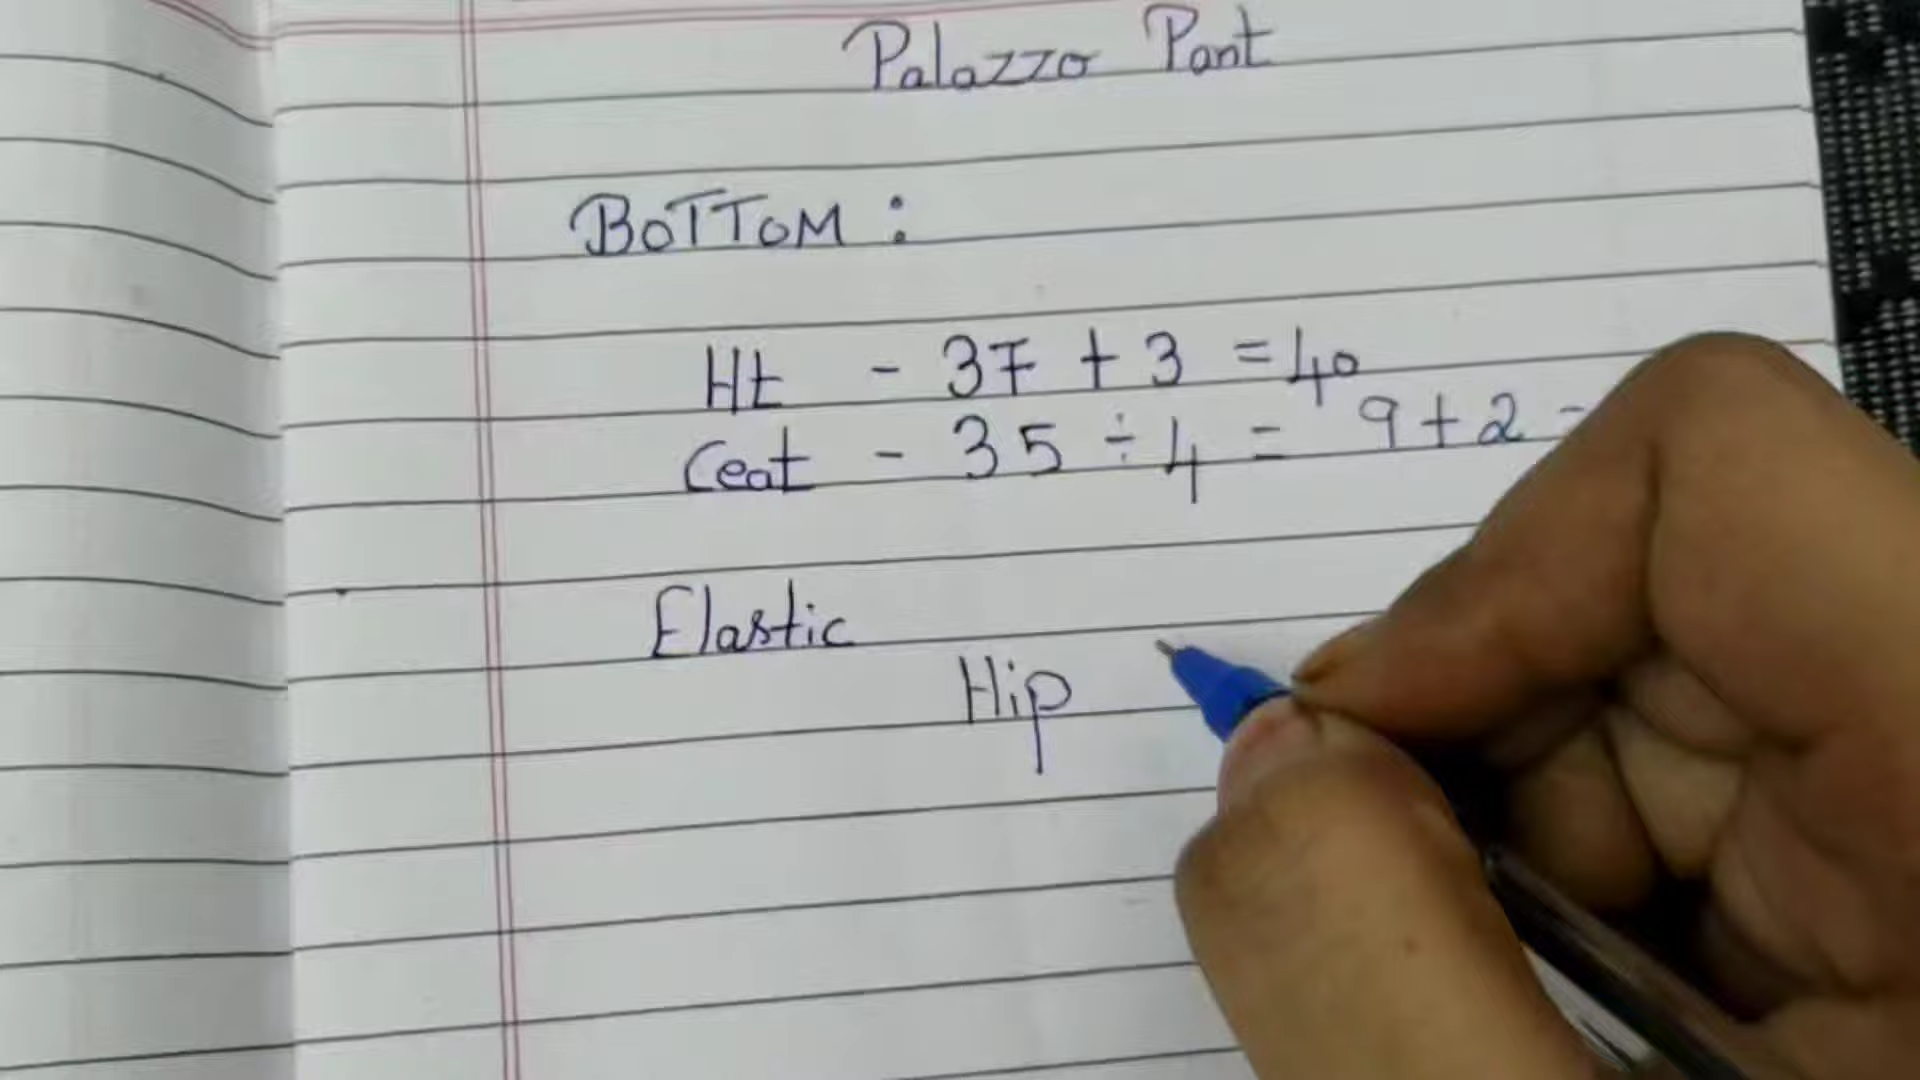 Palazzo Pant
BOTTOM :
Ht - 37 + 3 = 40
Ceat - 35 ÷ 4 = 9 + 2 =
Elastic
Hip